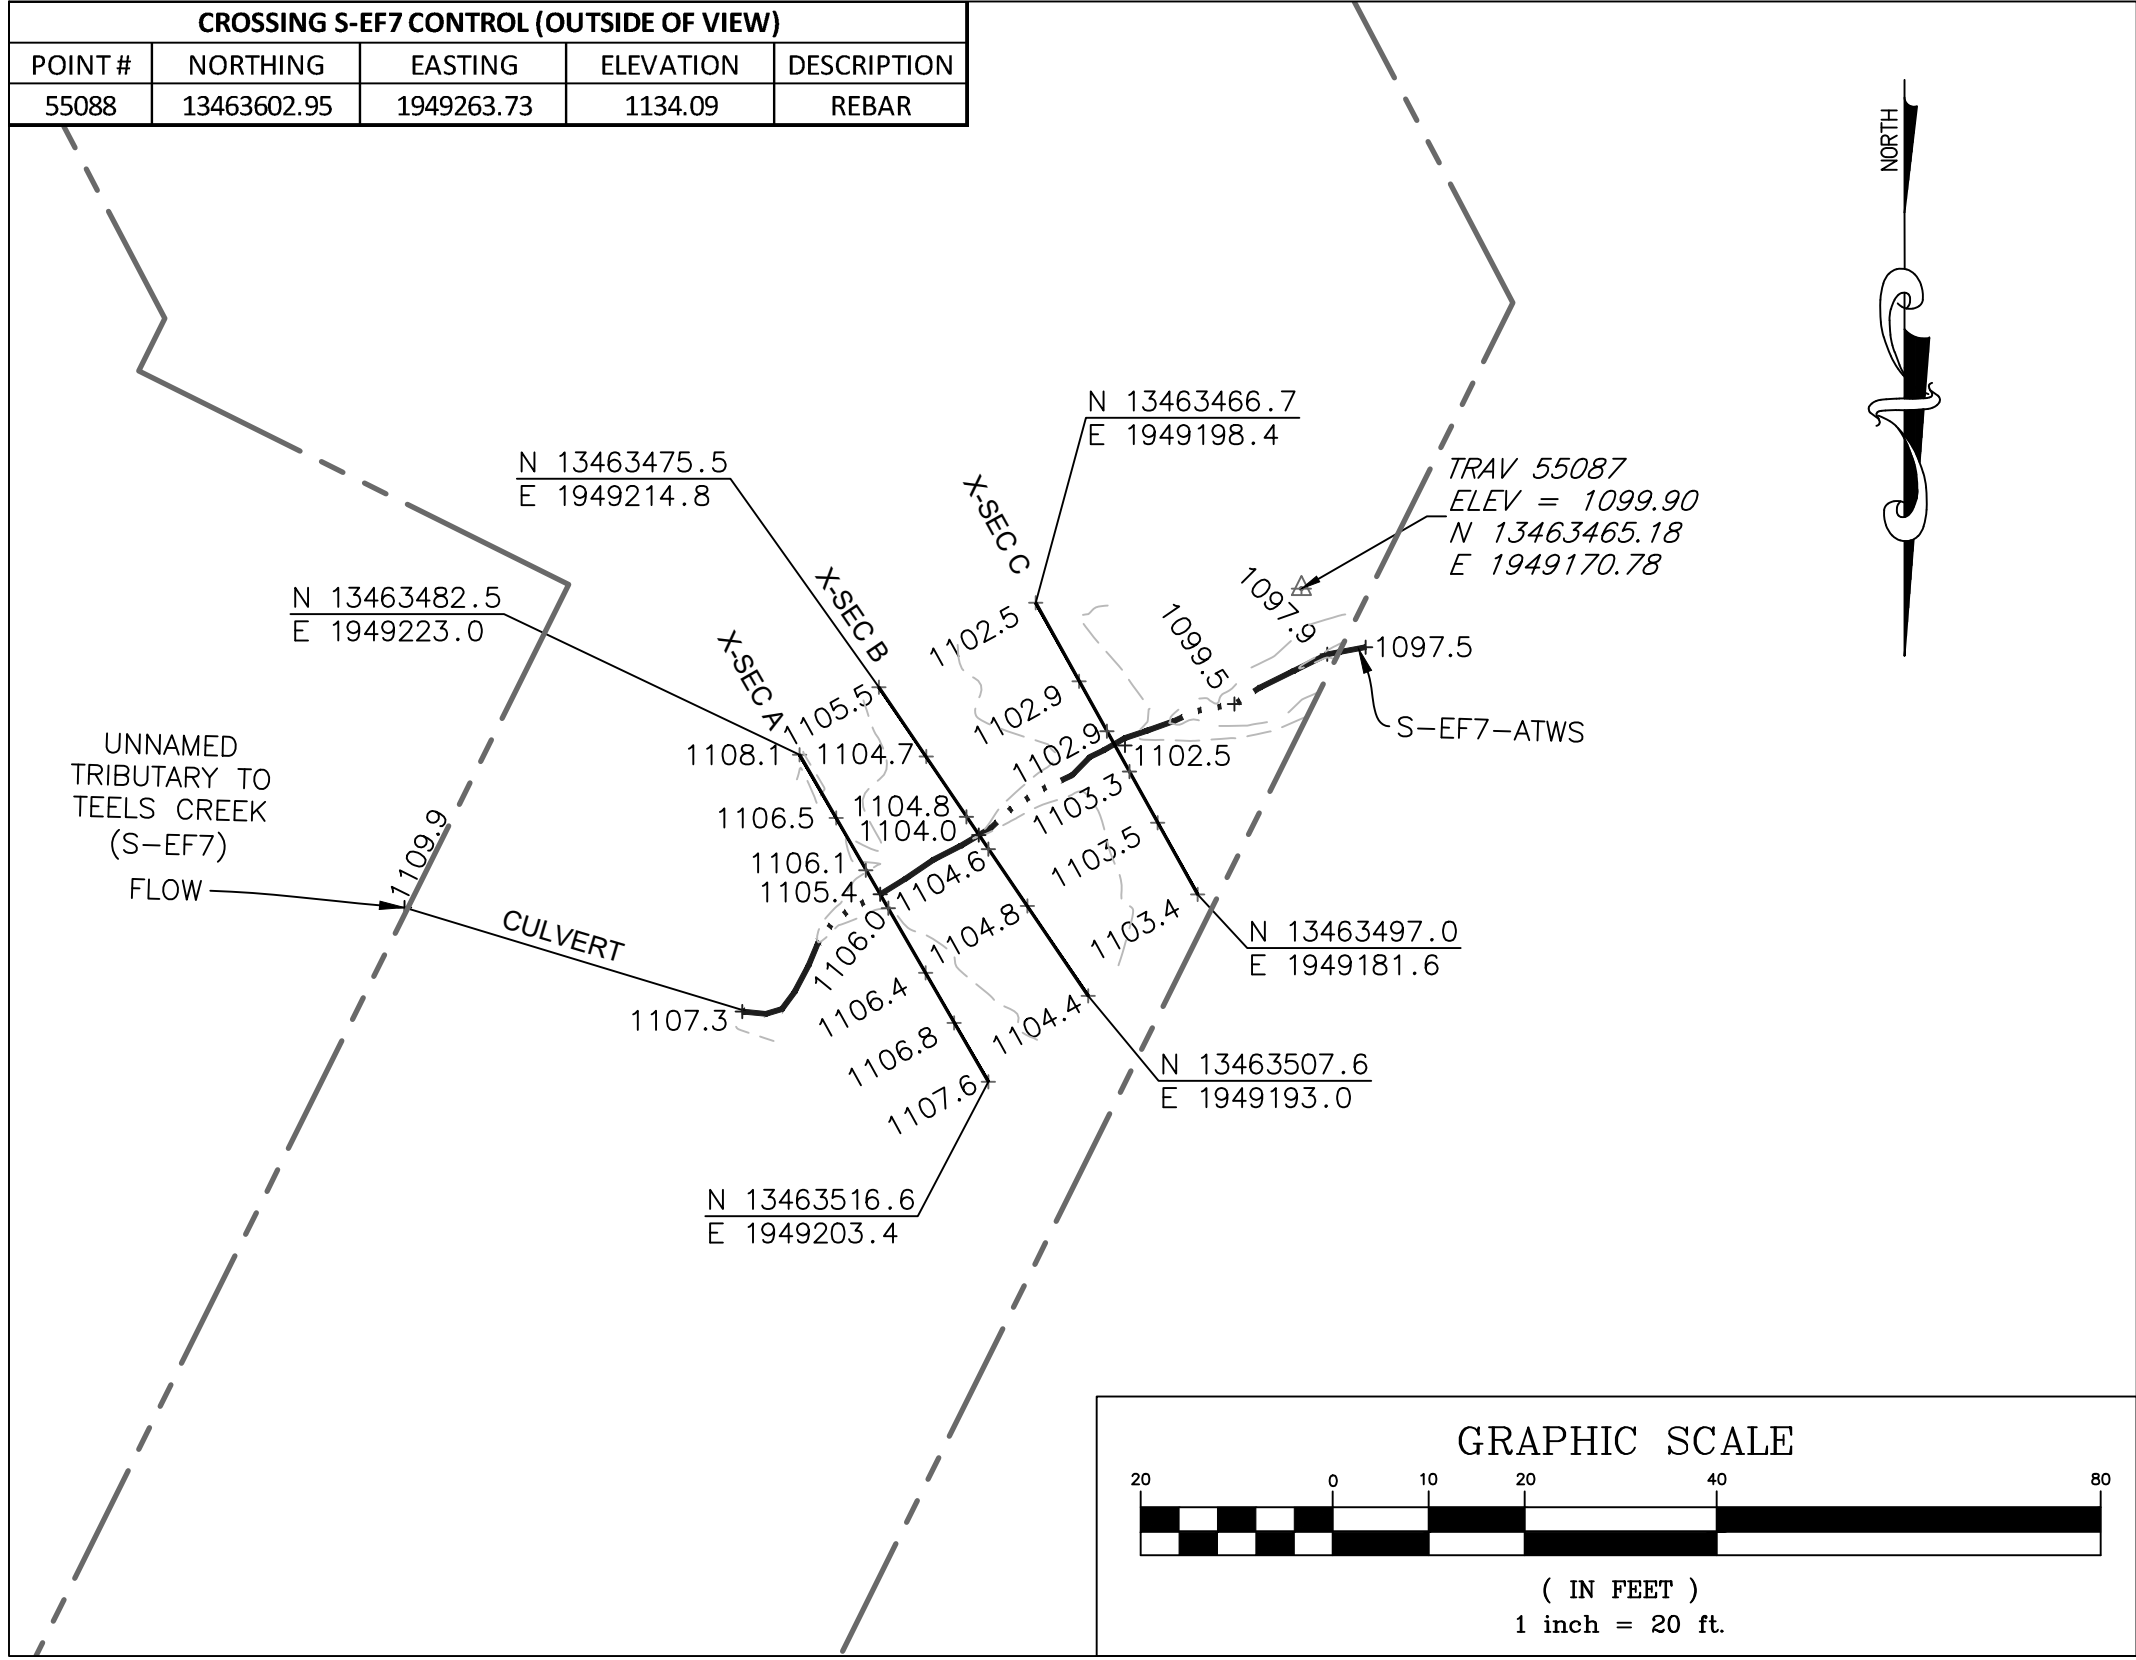 CROSSING S-EF7 CONTROL (OUTSIDE OF VIEW)
POINT # NORTHING EASTING ELEVATION DESCRIPTION
55088 13463602.95 1949263.73 1134.09 REBAR
NORTH
N 13463466.7
E 1949198.4
N 13463475.5
E 1949214.8
TRAV 55087
ELEV = 1099.90
N 13463465.18
E 1949170.78
N 13463482.5
E 1949223.0
X-SEC A
X-SEC B
X-SEC C
1102.5
1102.9
1102.9
1102.5
1103.3
1103.5
1103.4
1099.5
1097.9
1097.5
S-EF7-ATWS
1105.5
1104.7
1104.8
1104.0
1104.6
1104.8
1104.4
1108.1
1106.5
1106.1
1105.4
1106.0
1106.4
1106.8
1107.6
UNNAMED
TRIBUTARY TO
TEELS CREEK
(S-EF7)
FLOW
1109.9
CULVERT
1107.3
N 13463497.0
E 1949181.6
N 13463507.6
E 1949193.0
N 13463516.6
E 1949203.4
GRAPHIC SCALE
20 0 10 20 40 80
( IN FEET )
1 inch = 20 ft.